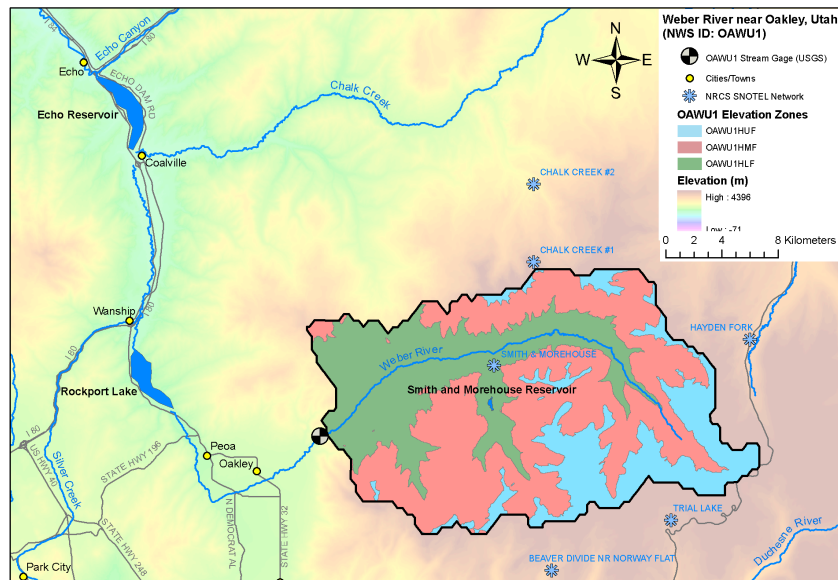 Weber River near Oakley, Utah
(NWS ID: OAWU1)
OAWU1 Stream Gage (USGS)
Cities/Towns
NRCS SNOTEL Network
OAWU1 Elevation Zones
OAWU1HUF
OAWU1HMF
OAWU1HLF
Elevation (m)
High : 4396
Low : -71
0 2 4 8 Kilometers
N
W E
S
I 84
Echo Canyon
I 80
Echo
ECHO DAM RD
Echo Reservoir
Chalk Creek
Coalville
CHALK CREEK #2
CHALK CREEK #1
I 80
Wanship
HAYDEN FORK
Weber River
SMITH & MOREHOUSE
I 80
Rockport Lake
Smith and Morehouse Reservoir
I 80
US HWY 40
Silver Creek
STATE HWY 196
Peoa
Oakley
N DEMOCRAT AL
STATE HWY 32
STATE HWY 248
TRIAL LAKE
Duchesne River
BEAVER DIVIDE NR NORWAY FLAT
Park City